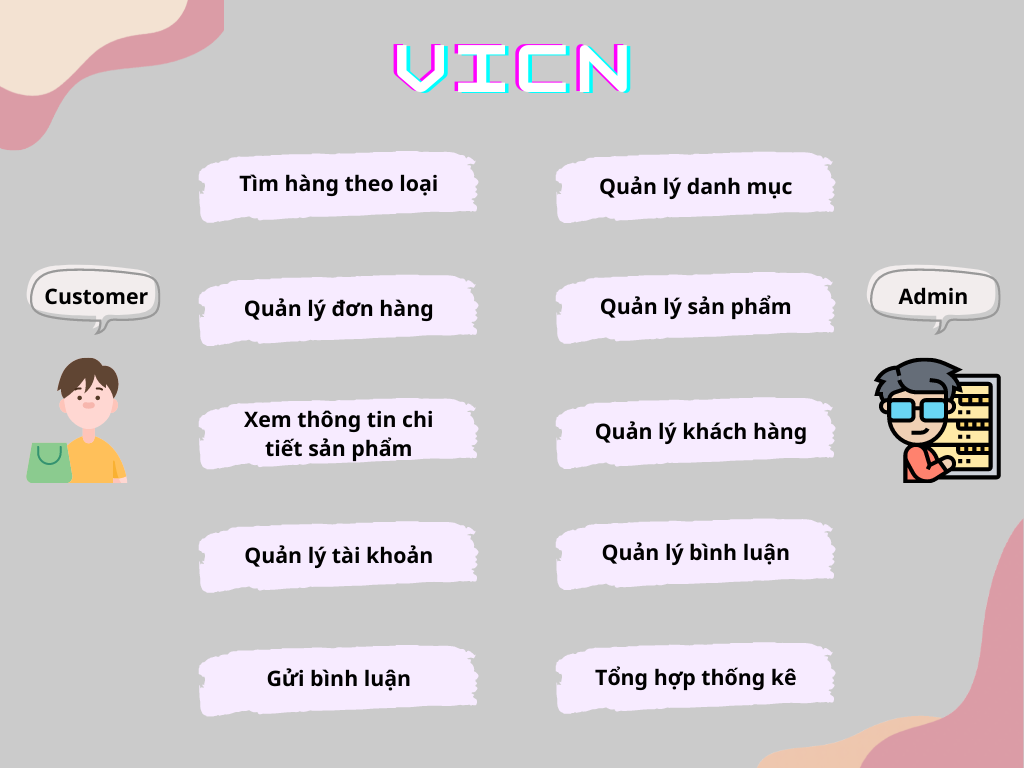 VICN
Customer
Tìm hàng theo loại
Quản lý đơn hàng
Xem thông tin chi
tiết sản phẩm
Quản lý tài khoản
Gửi bình luận
Quản lý danh mục
Quản lý sản phẩm
Quản lý khách hàng
Quản lý bình luận
Tổng hợp thống kê
Admin